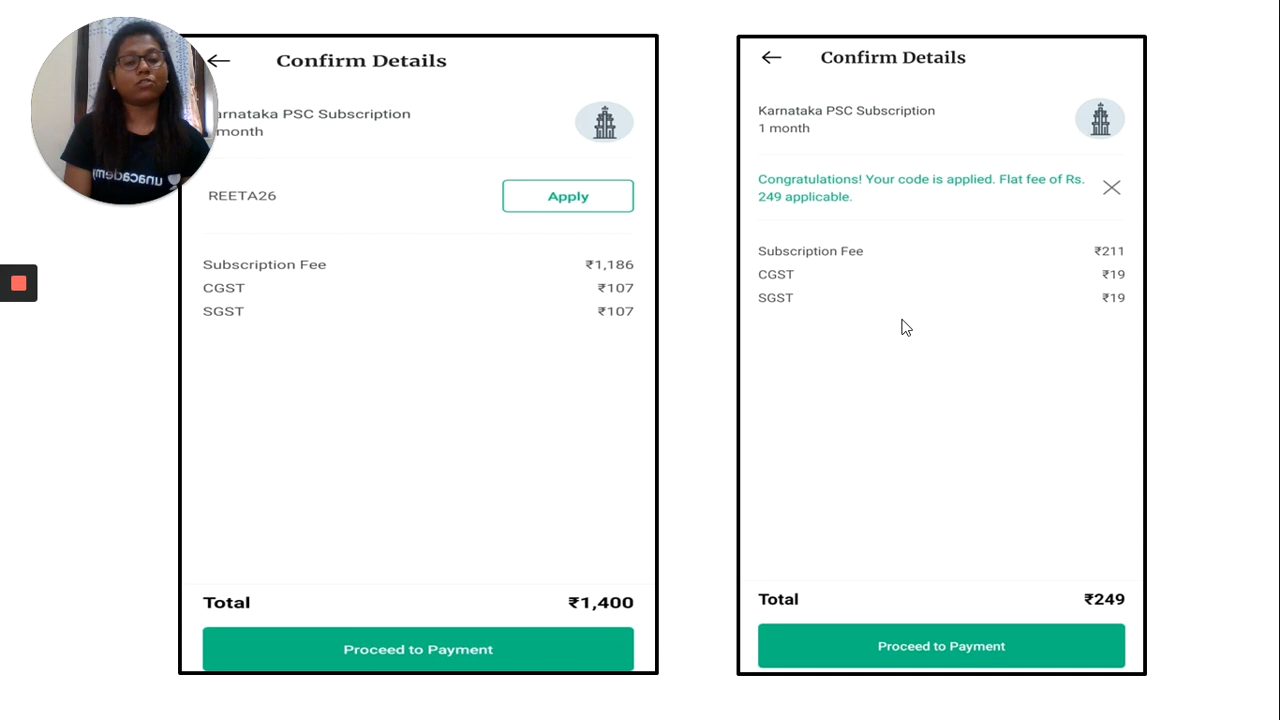 unacademy
Confirm Details
arnataka PSC Subscription
month
REETA26
Apply
Subscription Fee ₹1,186
CGST ₹107
SGST ₹107
Total ₹1,400
Proceed to Payment
Confirm Details
Karnataka PSC Subscription
1 month
Congratulations! Your code is applied. Flat fee of Rs.
249 applicable.
Subscription Fee ₹211
CGST ₹19
SGST ₹19
Total ₹249
Proceed to Payment